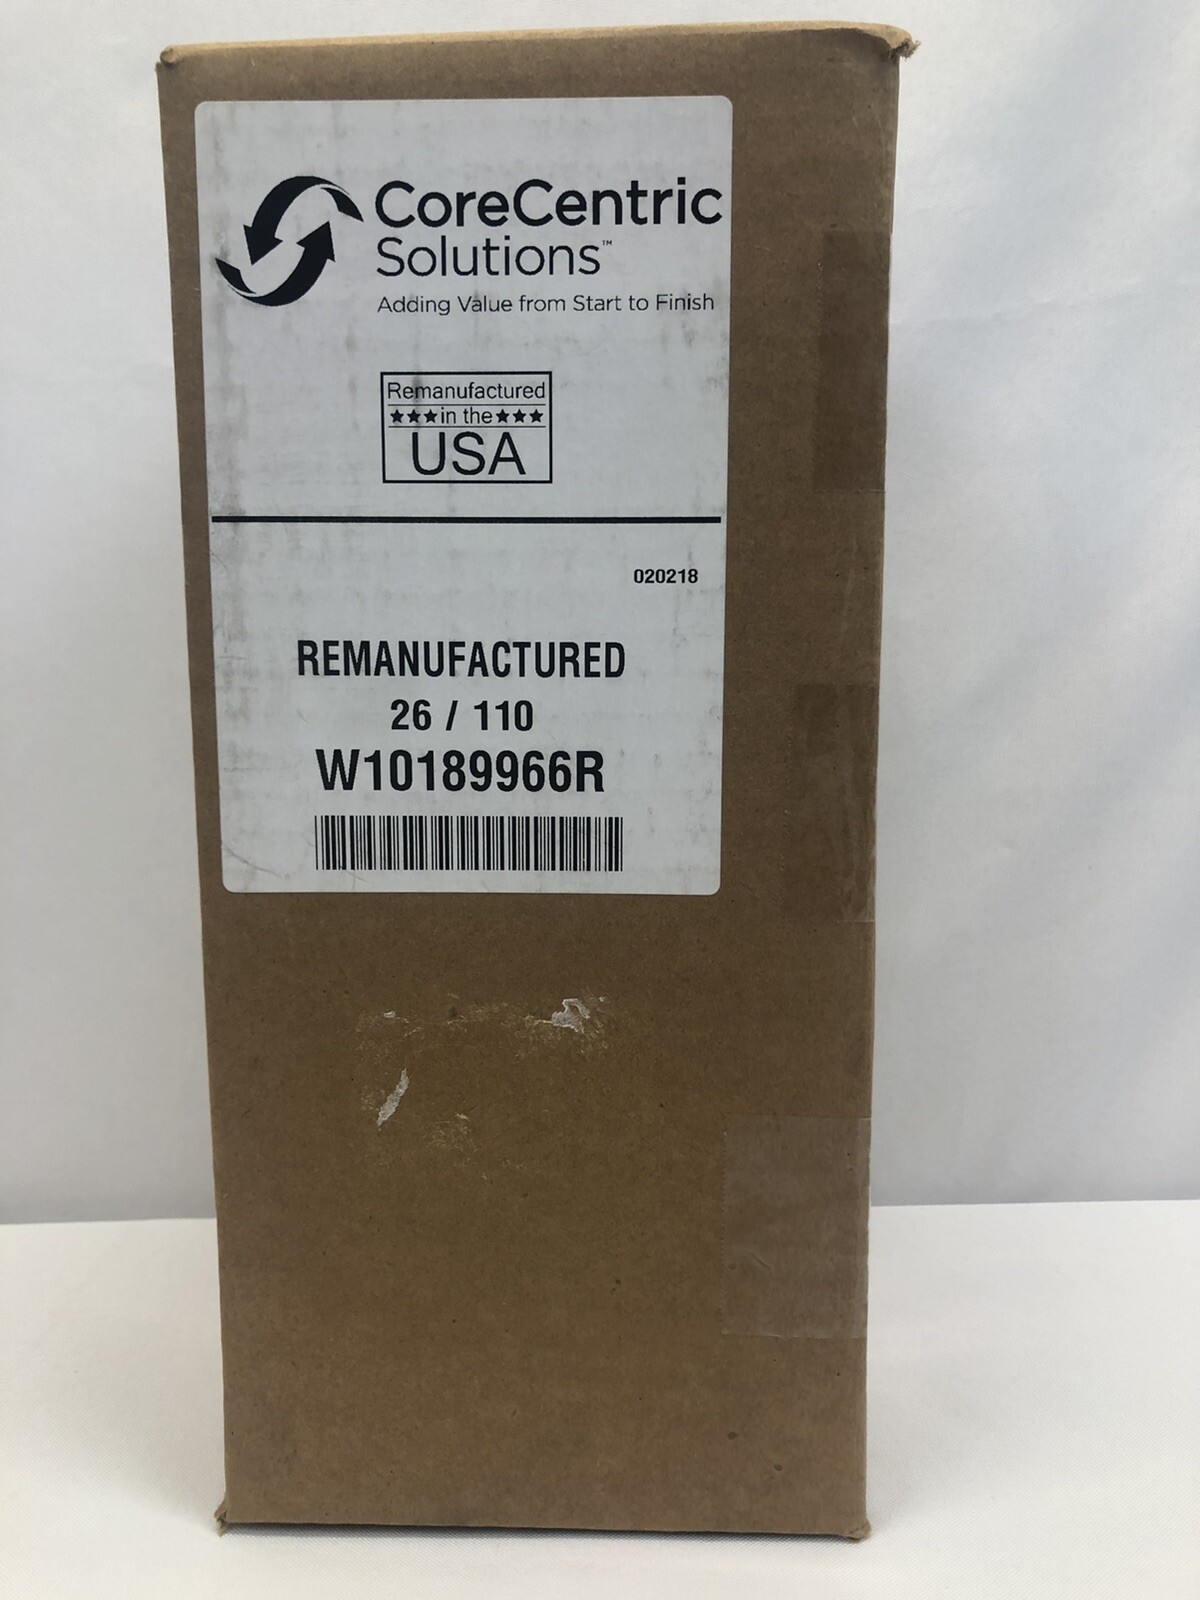 CoreCentric
Solutions™
Adding Value from Start to Finish
Remanufactured
★★★in the★★★
USA
020218
REMANUFACTURED
26 / 110
W10189966R